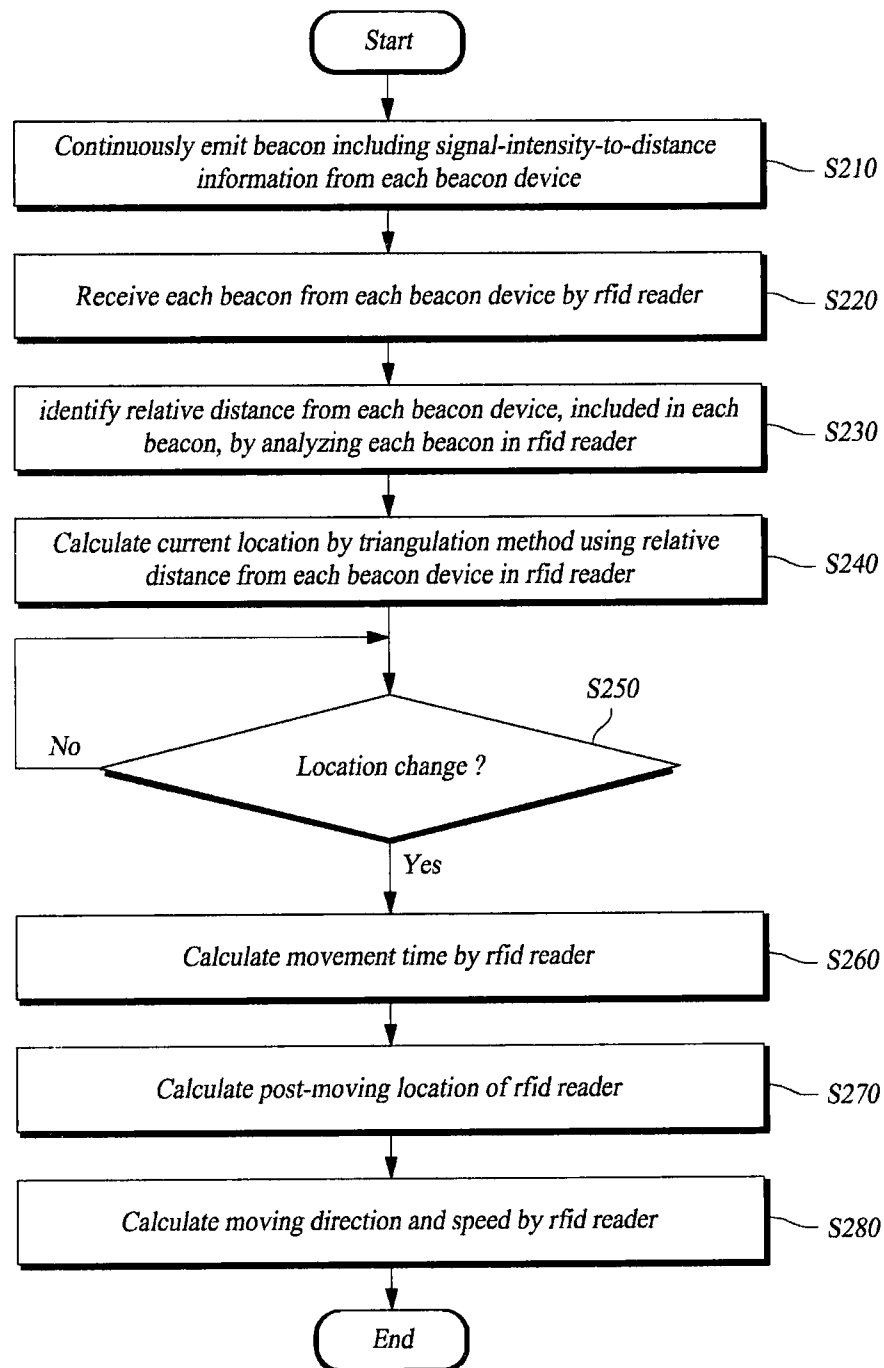 Start
Continuously emit beacon including signal-intensity-to-distance
information from each beacon device
S210
Receive each beacon from each beacon device by rfid reader
S220
identify relative distance from each beacon device, included in each
beacon, by analyzing each beacon in rfid reader
S230
Calculate current location by triangulation method using relative
distance from each beacon device in rfid reader
S240
S250
No
Location change ?
Yes
Calculate movement time by rfid reader
S260
Calculate post-moving location of rfid reader
S270
Calculate moving direction and speed by rfid reader
S280
End